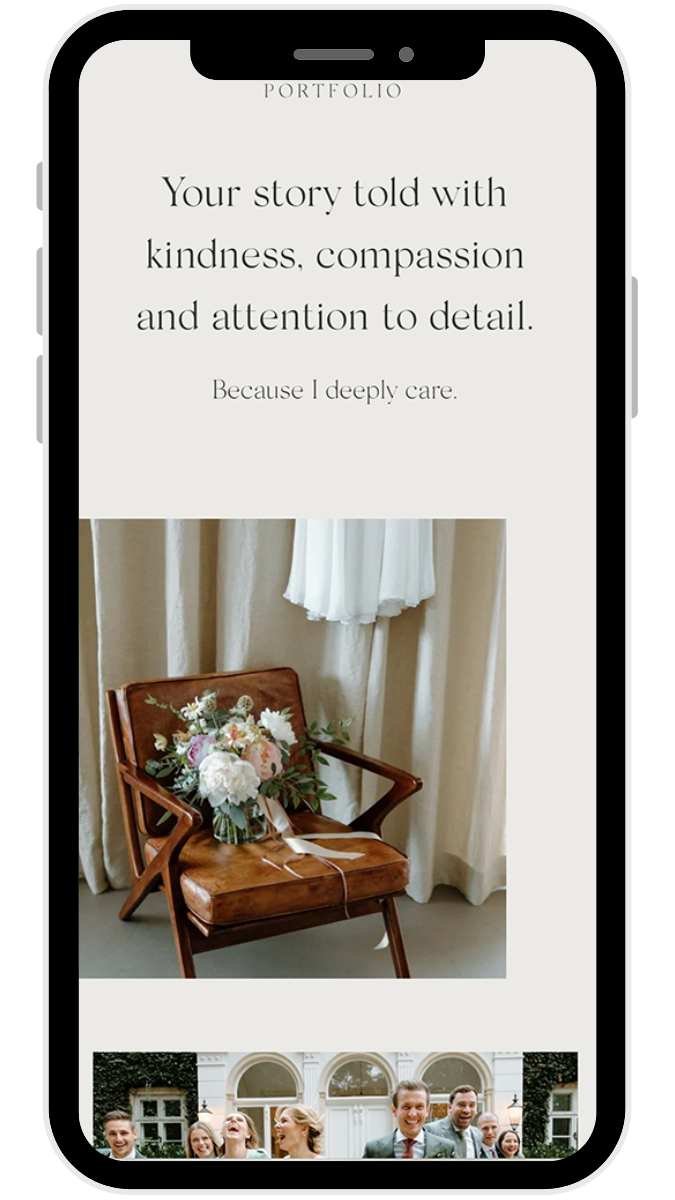 PORTFOLIO
Your story told with
kindness, compassion
and attention to detail.
Because I deeply care.